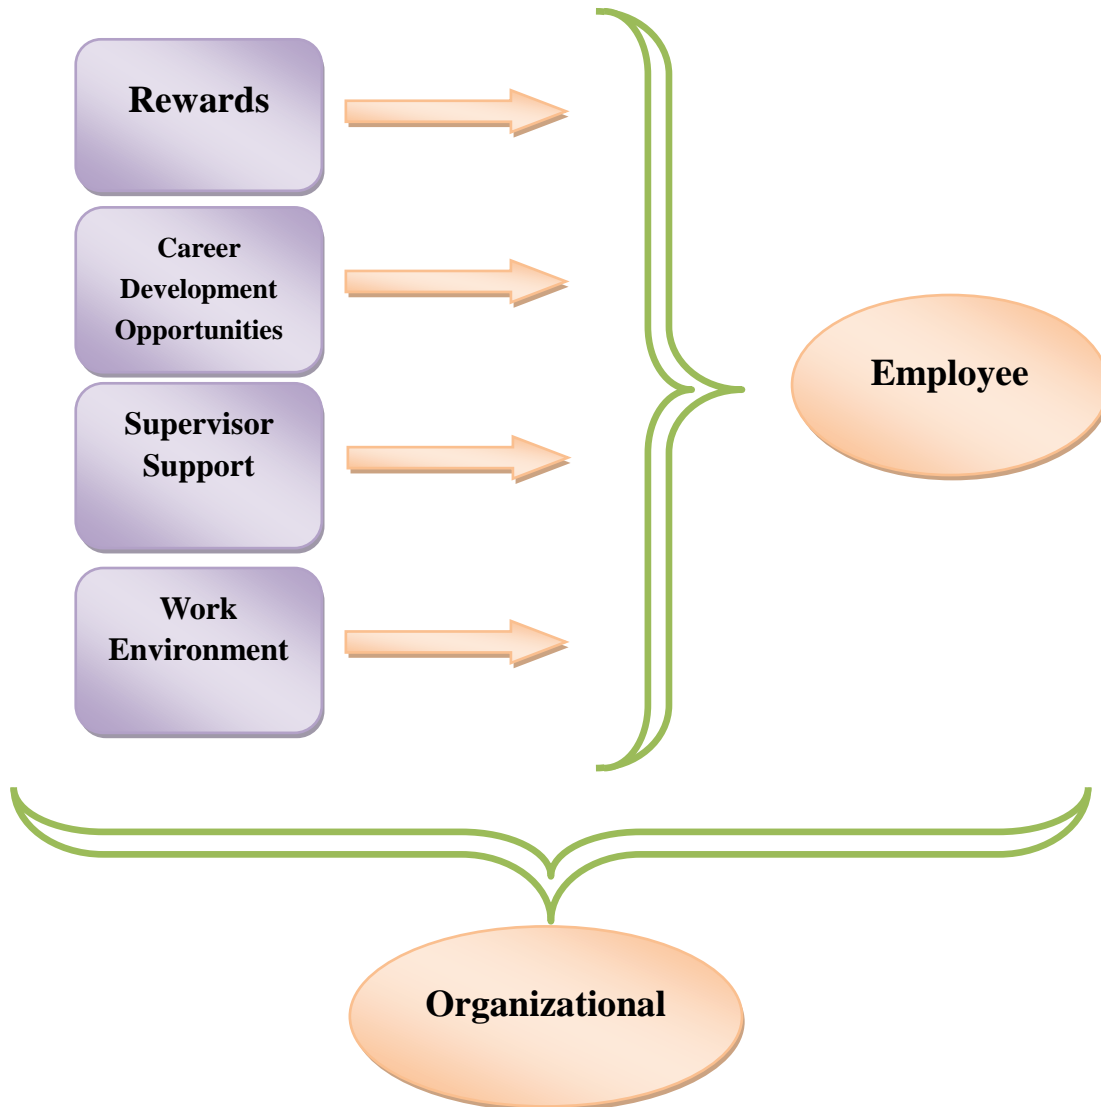 Rewards
Career
Development
Opportunities
Supervisor
Support
Work
Environment
Employee
Organizational